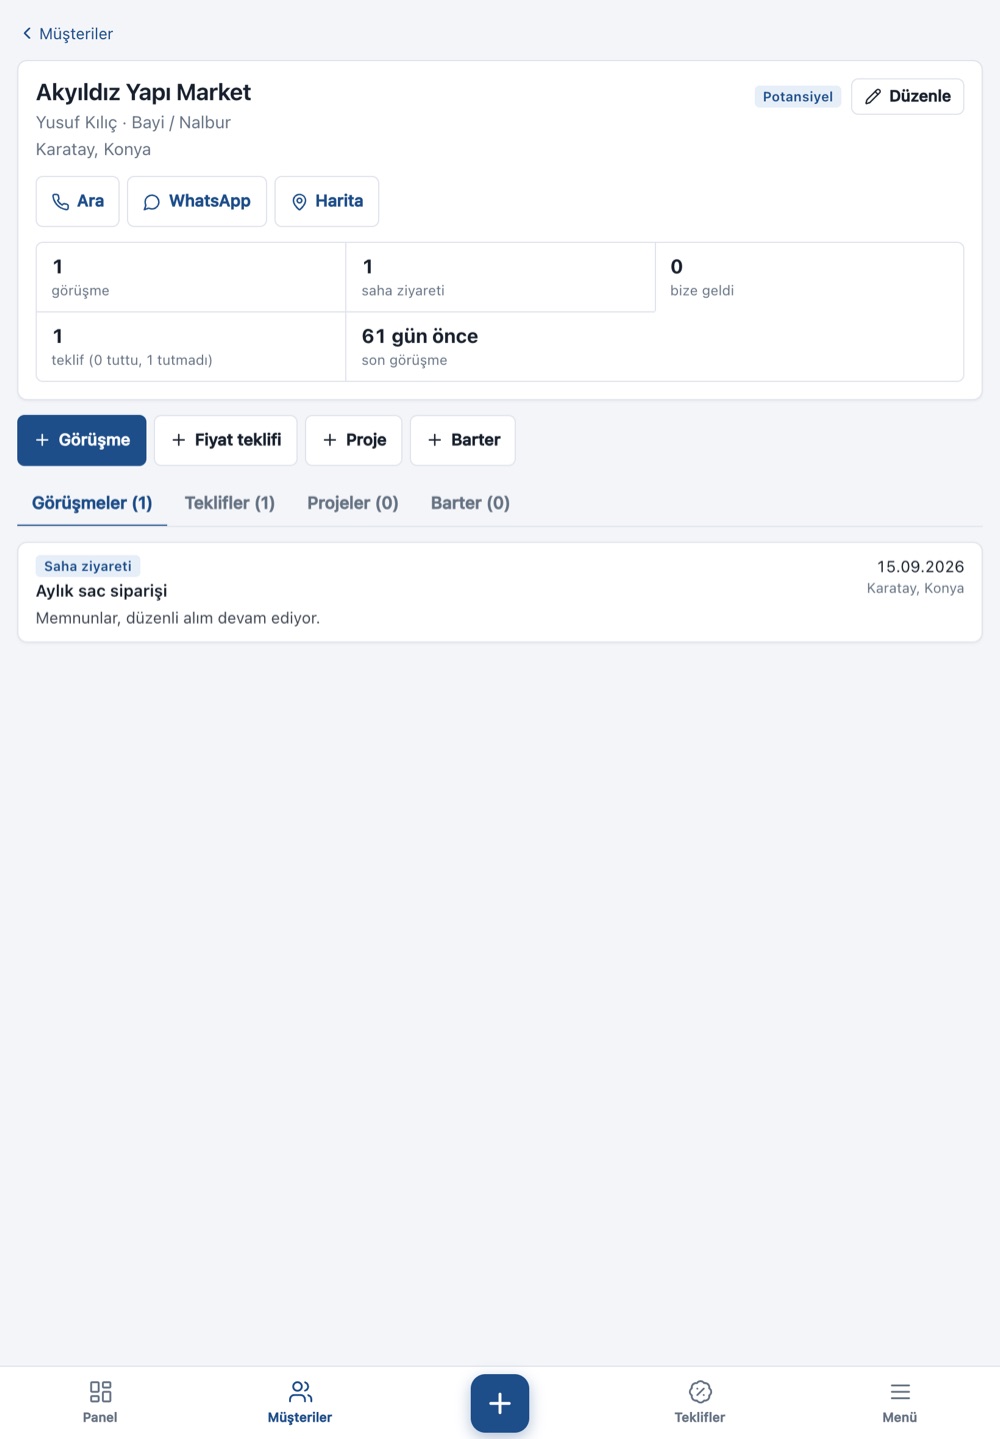 Müşteriler
Akyıldız Yapı Market
Potansiyel
Düzenle
Yusuf Kılıç · Bayi / Nalbur
Karatay, Konya
Ara
WhatsApp
Harita
1
görüşme
1
saha ziyareti
0
bize geldi
1
teklif (0 tuttu, 1 tutmadı)
61 gün önce
son görüşme
+ Görüşme
+ Fiyat teklifi
+ Proje
+ Barter
Görüşmeler (1)
Teklifler (1)
Projeler (0)
Barter (0)
Saha ziyareti
15.09.2026
Aylık sac siparişi
Karatay, Konya
Memnunlar, düzenli alım devam ediyor.
Panel
Müşteriler
+
Teklifler
Menü